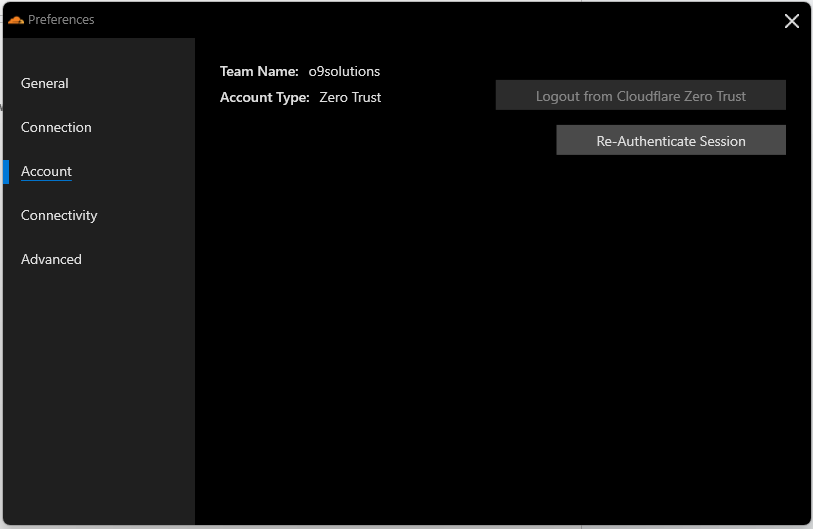 Preferences
General
Connection
Account
Connectivity
Advanced
Team Name: o9solutions
Account Type: Zero Trust
Logout from Cloudflare Zero Trust
Re-Authenticate Session